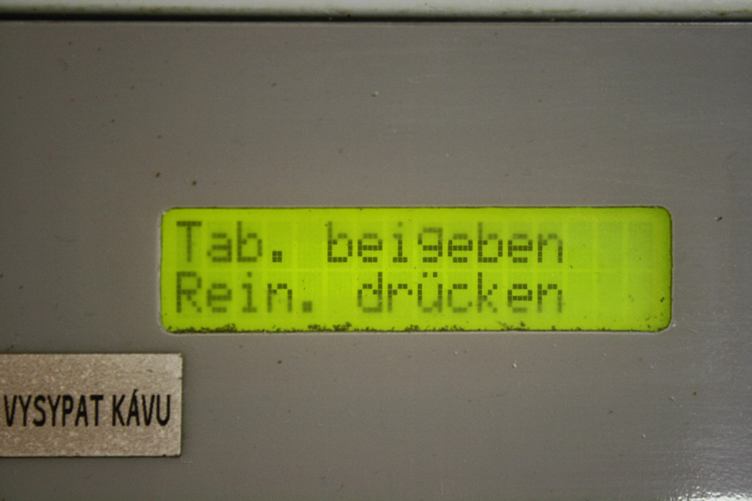 Tab. beigeben
Rein. drücken
VYSYPAT KÁVU